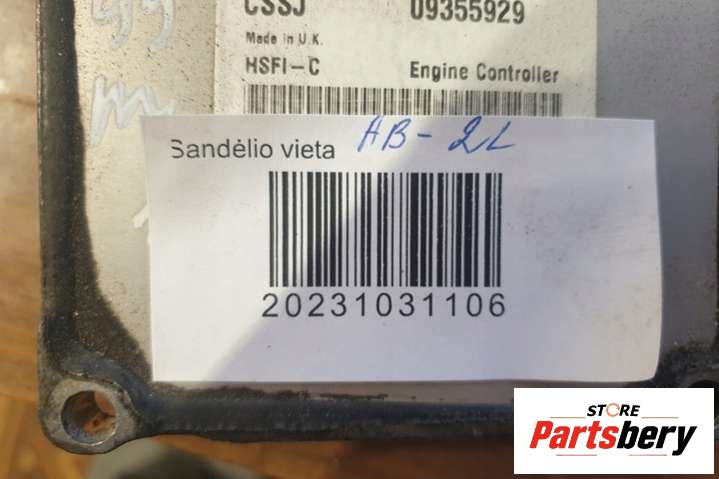 CSSJ 09355929
Made in U.K.
HSFI-C Engine Controller
Sandėlio vieta AB-2L
20231031106
STORE
Partsbery